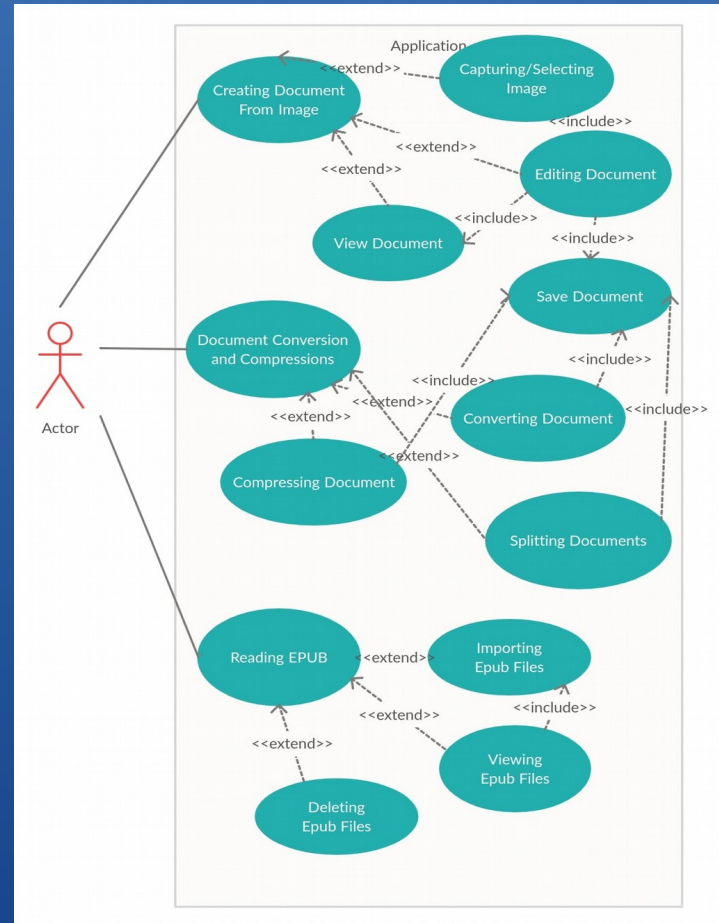 Application
<<extend>>
Capturing/Selecting
Image
Creating Document
From Image
<<include>>
<<extend>>
<<extend>>
Editing Document
<<include>>
View Document
<<include>>
Save Document
Document Conversion
and Compressions
<<include>>
<<include>>
<<extend>>
<<extend>>
Converting Document
<<include>>
Actor
<<extend>>
Compressing Document
Splitting Documents
Reading EPUB
<<extend>>
Importing
Epub Files
<<extend>>
<<include>>
<<extend>>
Viewing
Epub Files
Deleting
Epub Files